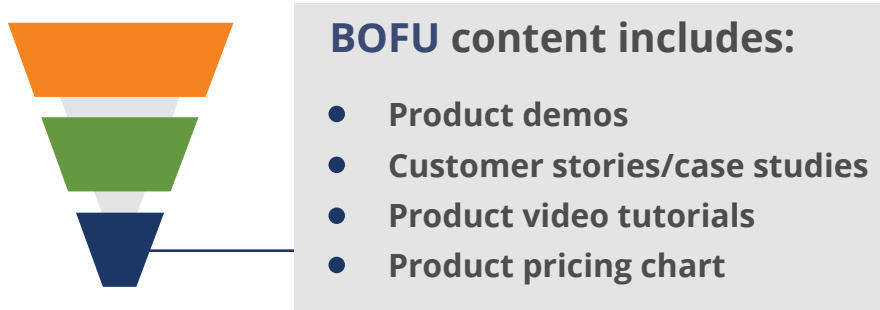 BOFU content includes:
Product demos
Customer stories/case studies
Product video tutorials
Product pricing chart